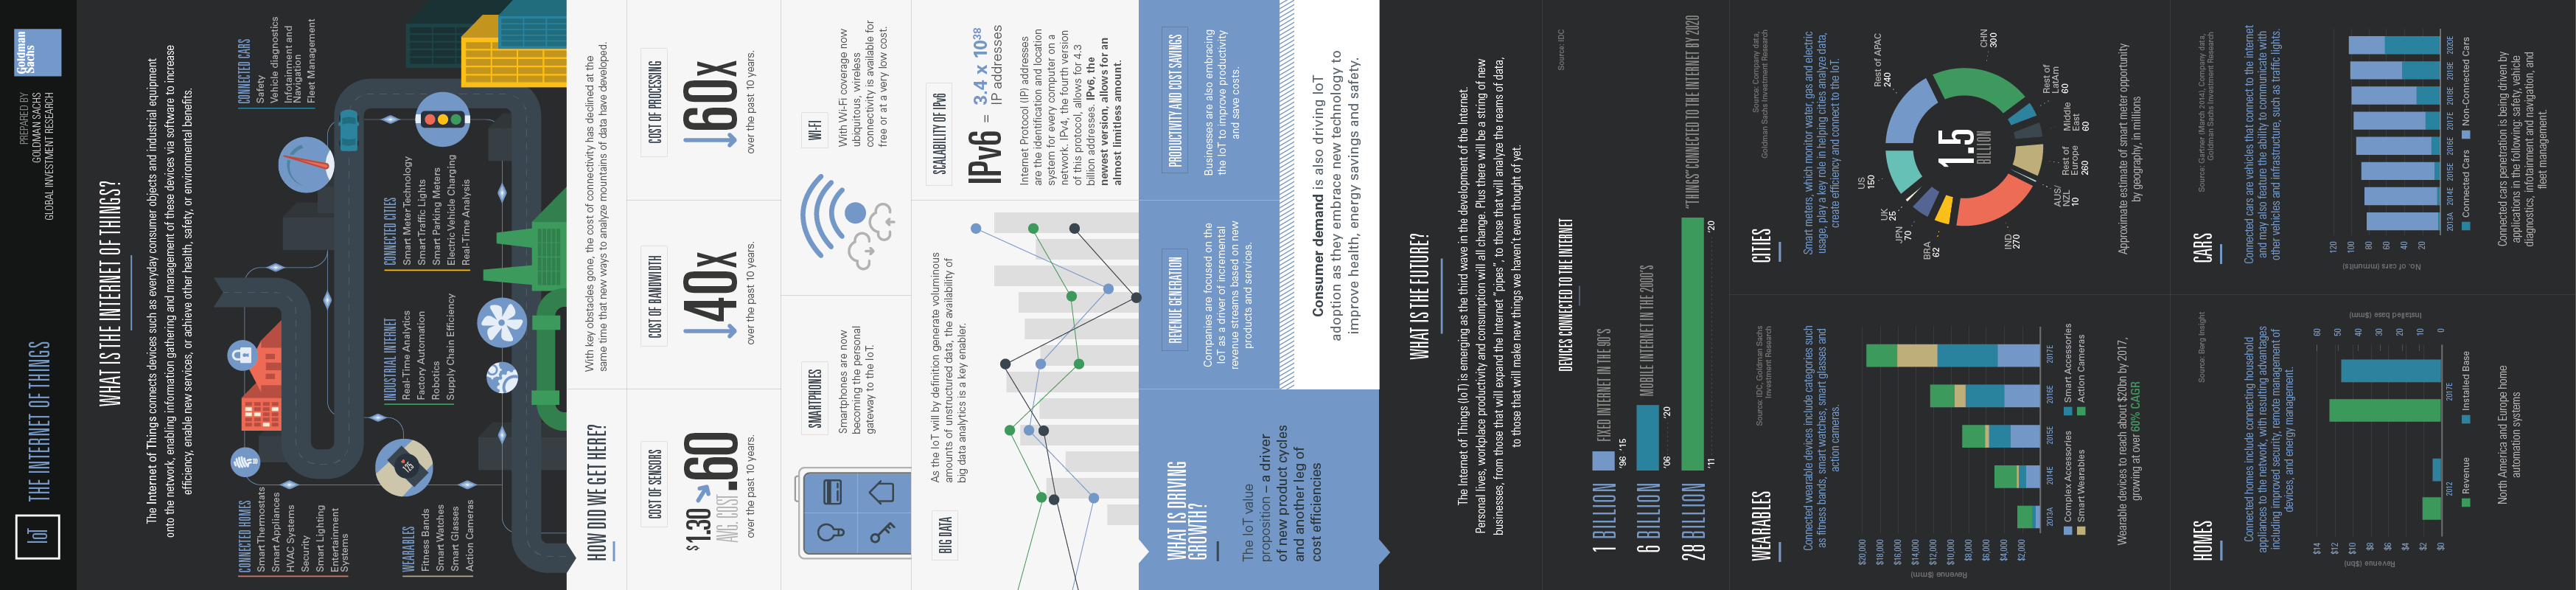 IoT
THE INTERNET OF THINGS
PREPARED BY
GOLDMAN SACHS
GLOBAL INVESTMENT RESEARCH
Goldman
Sachs
WHAT IS THE INTERNET OF THINGS?
The Internet of Things connects devices such as everyday consumer objects and industrial equipment
onto the network, enabling information gathering and management of these devices via software to increase
efficiency, enable new services, or achieve other health, safety, or environmental benefits.
CONNECTED HOMES
Smart Thermostats
Smart Appliances
HVAC Systems
Security
Smart Lighting
Entertainment
Systems
WEARABLES
Fitness Bands
Smart Watches
Smart Glasses
Action Cameras
175
INDUSTRIAL INTERNET
Real-Time Analytics
Factory Automation
Robotics
Supply Chain Efficiency
CONNECTED CITIES
Smart Meter Technology
Smart Traffic Lights
Smart Parking Meters
Electric Vehicle Charging
Real-Time Analysis
CONNECTED CARS
Safety
Vehicle diagnostics
Infotainment and
Navigation
Fleet Management
HOW DID WE GET HERE?
With key obstacles gone, the cost of connectivity has declined at the
same time that new ways to analyze mountains of data have developed.
COST OF SENSORS
$1.30 .60
AVG. COST
over the past 10 years.
COST OF BANDWIDTH
40X
over the past 10 years.
COST OF PROCESSING
60X
over the past 10 years.
SMARTPHONES
Smartphones are now
becoming the personal
gateway to the IoT.
WI-FI
With Wi-Fi coverage now
ubiquitous, wireless
connectivity is available for
free or at a very low cost.
BIG DATA
As the IoT will by definition generate voluminous
amounts of unstructured data, the availability of
big data analytics is a key enabler.
SCALABILITY OF IPV6
IPv6 = 3.4 x 10³⁸
IP addresses
Internet Protocol (IP) addresses
are the identification and location
system for every computer on a
network. IPv4, the fourth version
of this protocol, allows for 4.3
billion addresses. IPv6, the
newest version, allows for an
almost limitless amount.
WHAT IS DRIVING
GROWTH?
The IoT value
proposition – a driver
of new product cycles
and another leg of
cost efficiencies
REVENUE GENERATION
Companies are focused on the
IoT as a driver of incremental
revenue streams based on new
products and services.
PRODUCTIVITY AND COST SAVINGS
Businesses are also embracing
the IoT to improve productivity
and save costs.
Consumer demand is also driving IoT
adoption as they embrace new technology to
improve health, energy savings and safety.
WHAT IS THE FUTURE?
The Internet of Things (IoT) is emerging as the third wave in the development of the Internet.
Personal lives, workplace productivity and consumption will all change. Plus there will be a string of new
businesses, from those that will expand the Internet "pipes", to those that will analyze the reams of data,
to those that will make new things we haven't even thought of yet.
DEVICES CONNECTED TO THE INTERNET
Source: IDC
1 BILLION
FIXED INTERNET IN THE 90'S
'96 '15
6 BILLION
MOBILE INTERNET IN THE 2000'S
'06 '20
28 BILLION
"THINGS" CONNECTED TO THE INTERNET BY 2020
'11 '20
WEARABLES
Source: IDC, Goldman Sachs
Investment Research
Connected wearable devices include categories such
as fitness bands, smart watches, smart glasses and
action cameras.
Revenue ($mm)
$20,000
$18,000
$16,000
$14,000
$12,000
$10,000
$8,000
$6,000
$4,000
$2,000
2013A 2014E 2015E 2016E 2017E
Complex Accessories Smart Accessories
Smart Wearables Action Cameras
Wearable devices to reach about $20bn by 2017,
growing at over 60% CAGR
CITIES
Source: Company data,
Goldman Sachs Investment Research
Smart meters, which monitor water, gas and electric
usage, play a key role in helping cities analyze data,
create efficiency and connect to the IoT.
1.5
BILLION
US
150
Rest of APAC
240
CHN
300
Rest of
LatAm
60
Middle
East
60
Rest of
Europe
260
AUS/
NZL
10
IND
270
BRA
62
JPN
70
UK
25
Approximate estimate of smart meter opportunity
by geography, in millions
HOMES
Source: Berg Insight
Connected homes include connecting household
appliances to the network, with resulting advantages
including improved security, remote management of
devices, and energy management.
Revenue ($bn)
$14
$12
$10
$8
$6
$4
$2
$0
Installed base ($mm)
60
50
40
30
20
10
0
2012 2017E
Revenue Installed Base
North America and Europe home
automation systems
CARS
Source: Gartner (March 2014), Company data,
Goldman Sachs Investment Research
Connected cars are vehicles that connect to the Internet
and may also feature the ability to communicate with
other vehicles and infrastructure, such as traffic lights.
No. of cars (mmunits)
120
100
80
60
40
20
2013A 2014E 2015E 2016E 2017E 2018E 2019E 2020E
Connected Cars Non-Connected Cars
Connected cars penetration is being driven by
applications in the following: safety, vehicle
diagnostics, infotainment and navigation, and
fleet management.